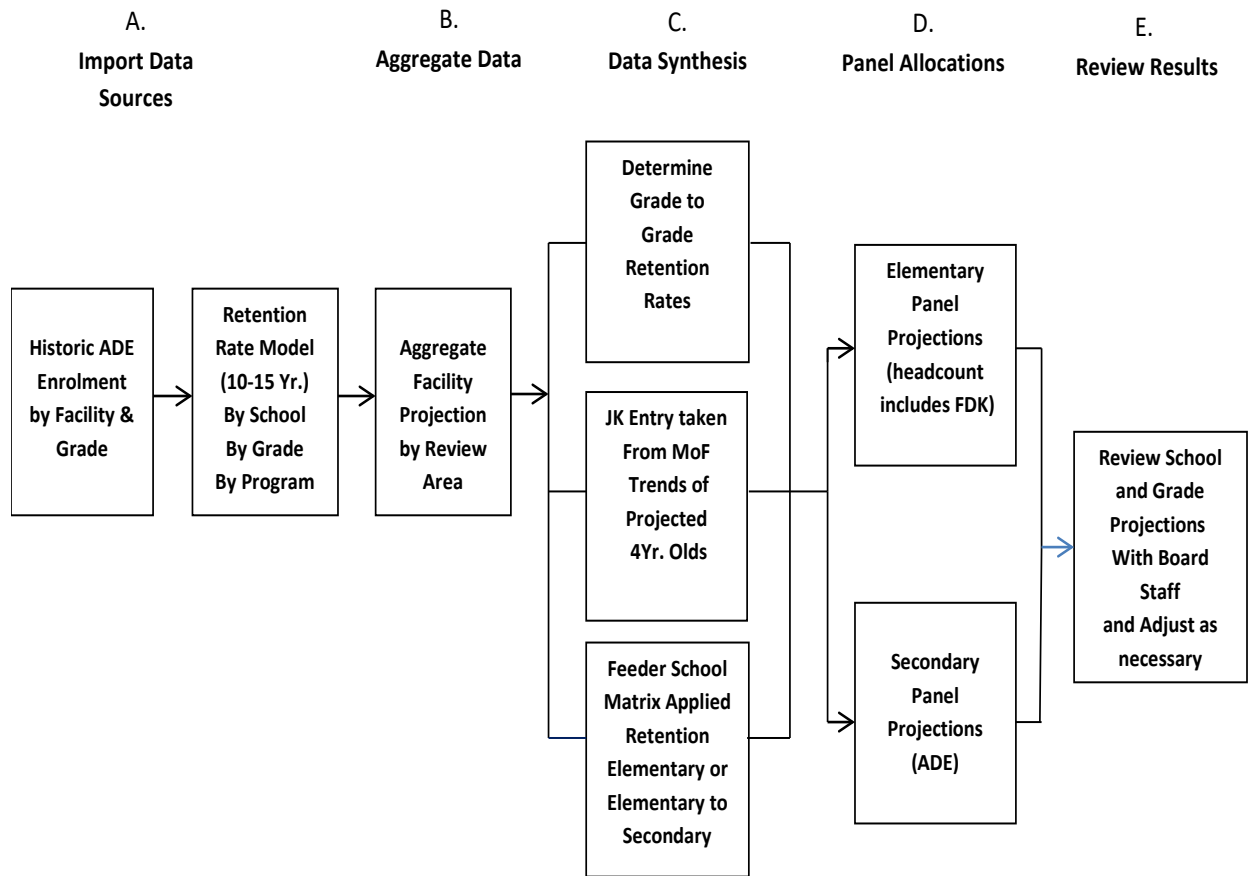 A.
Import Data
Sources
B.
Aggregate Data
C.
Data Synthesis
D.
Panel Allocations
E.
Review Results
Historic ADE
Enrolment
by Facility &
Grade
Retention
Rate Model
(10-15 Yr.)
By School
By Grade
By Program
Aggregate
Facility
Projection
by Review
Area
Determine
Grade to
Grade
Retention
Rates
JK Entry taken
From MoF
Trends of
Projected
4Yr. Olds
Feeder School
Matrix Applied
Retention
Elementary or
Elementary to
Secondary
Elementary
Panel
Projections
(headcount
includes FDK)
Secondary
Panel
Projections
(ADE)
Review School
and Grade
Projections
With Board
Staff
and Adjust as
necessary